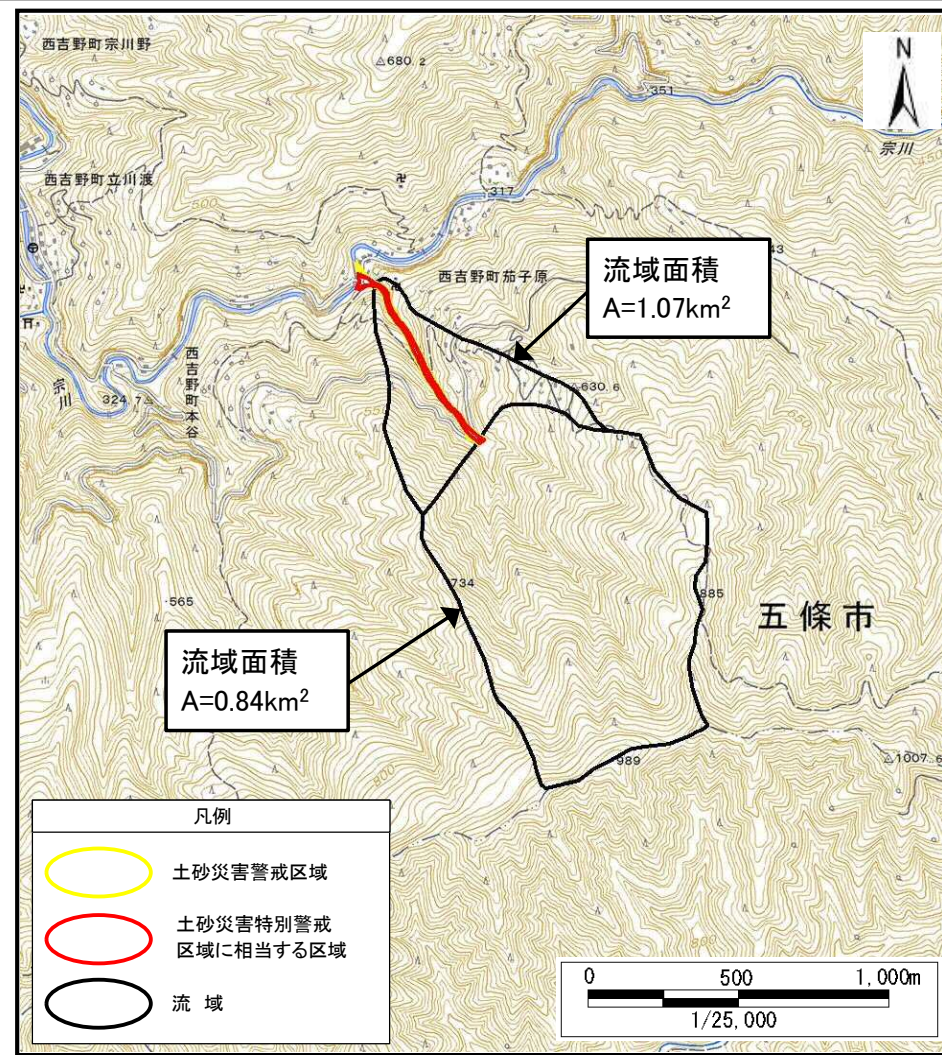 西吉野町宗川野
△680.2
N
351
宗川
450
西吉野町立川渡
卍
500
317
43
西吉野町茄子原
流域面積
A=1.07km²
西吉野町本谷
宗川
324.7
550
△630.6
・565
734
885
五條市
流域面積
A=0.84km²
989
△1007.6
800
800
凡例
土砂災害警戒区域
土砂災害特別警戒
区域に相当する区域
流 域
0 500 1,000m
1/25,000